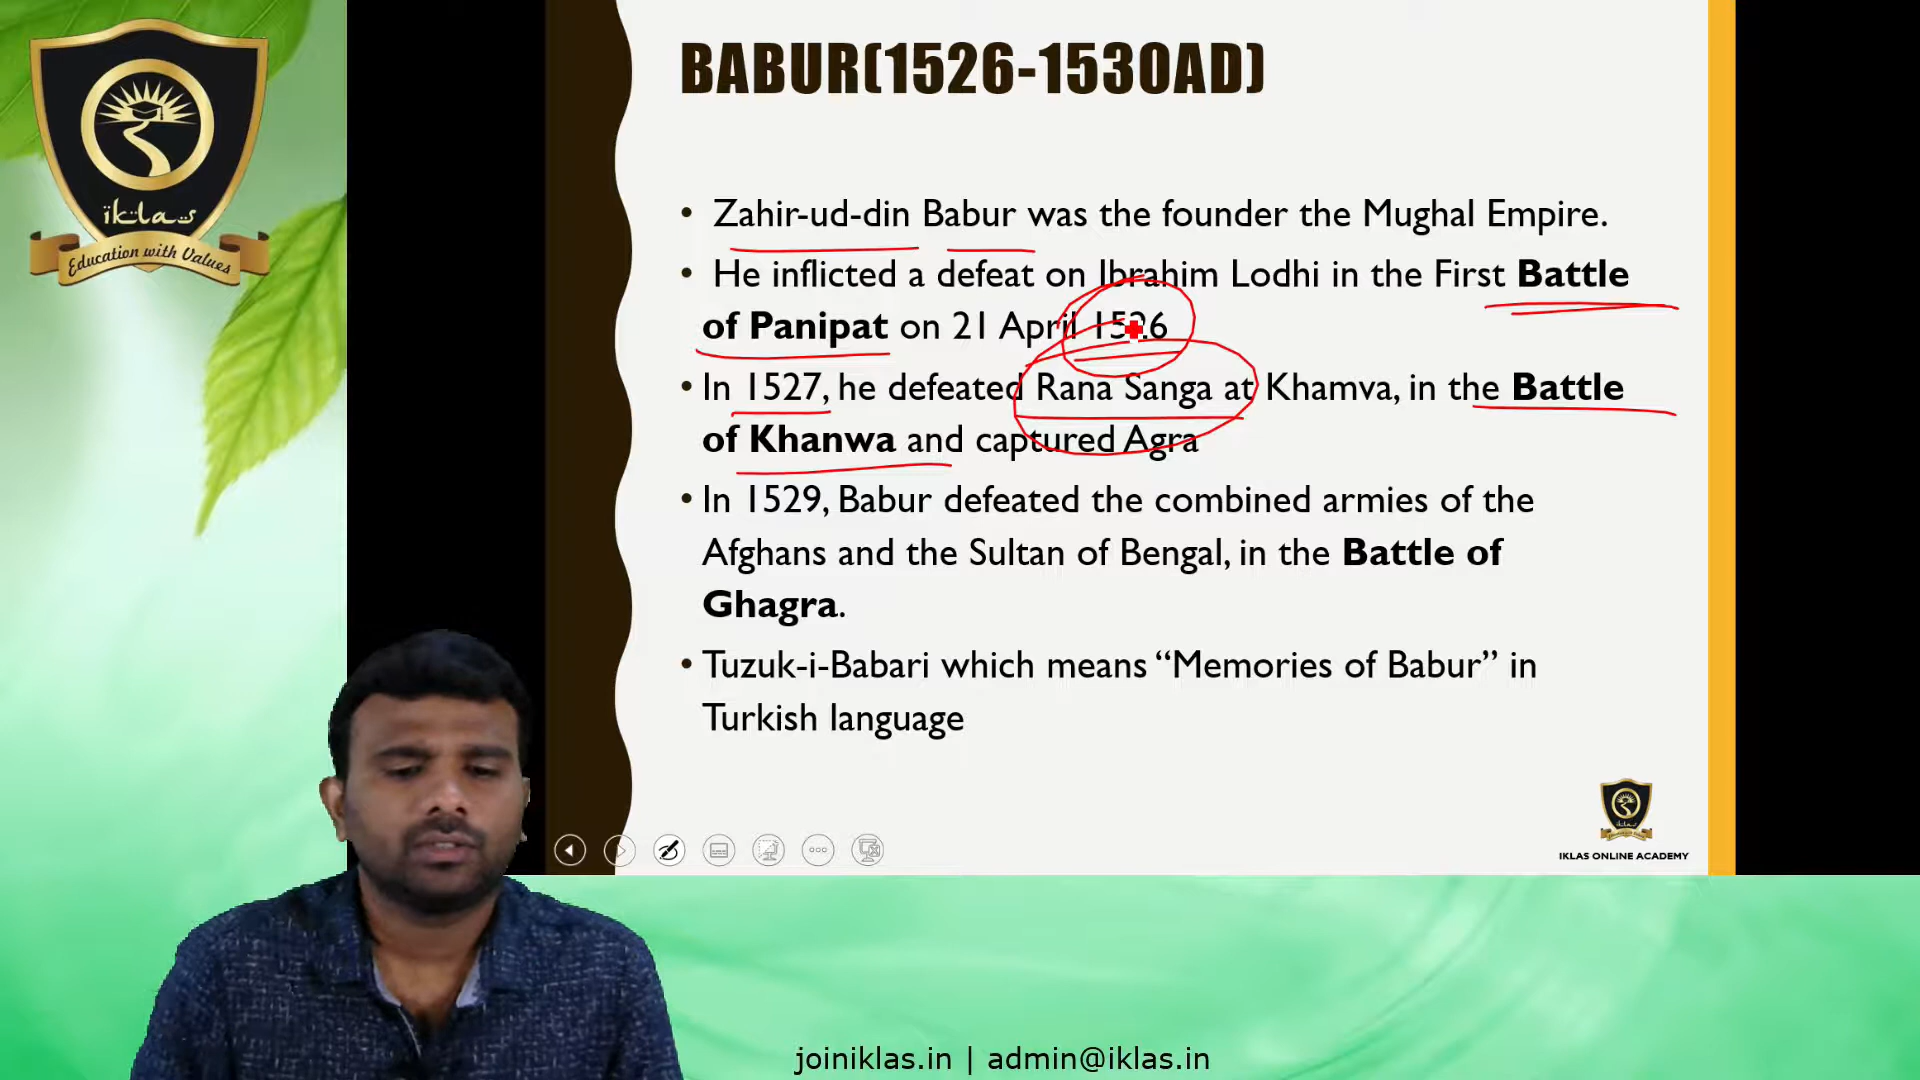 iklas
Education with Values
BABUR(1526-1530AD)
• Zahir-ud-din Babur was the founder the Mughal Empire.
• He inflicted a defeat on Ibrahim Lodhi in the First Battle
of Panipat on 21 April 1526
• In 1527, he defeated Rana Sanga at Khamva, in the Battle
of Khanwa and captured Agra
• In 1529, Babur defeated the combined armies of the
Afghans and the Sultan of Bengal, in the Battle of
Ghagra.
• Tuzuk-i-Babari which means “Memories of Babur” in
Turkish language
IKLAS ONLINE ACADEMY
joiniklas.in | admin@iklas.in